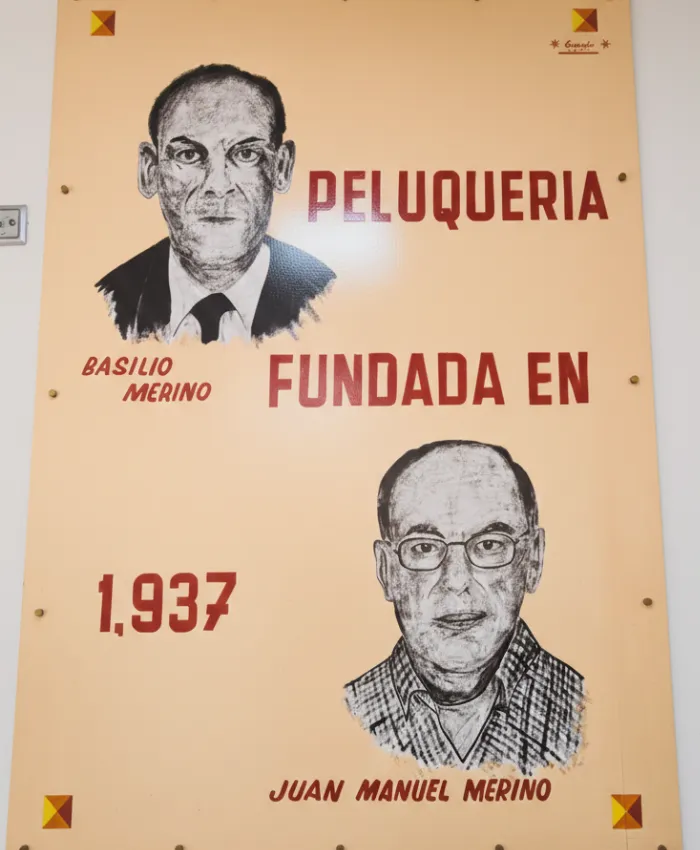 PELUQUERIA
BASILIO
MERINO
FUNDADA EN
1,937
JUAN MANUEL MERINO